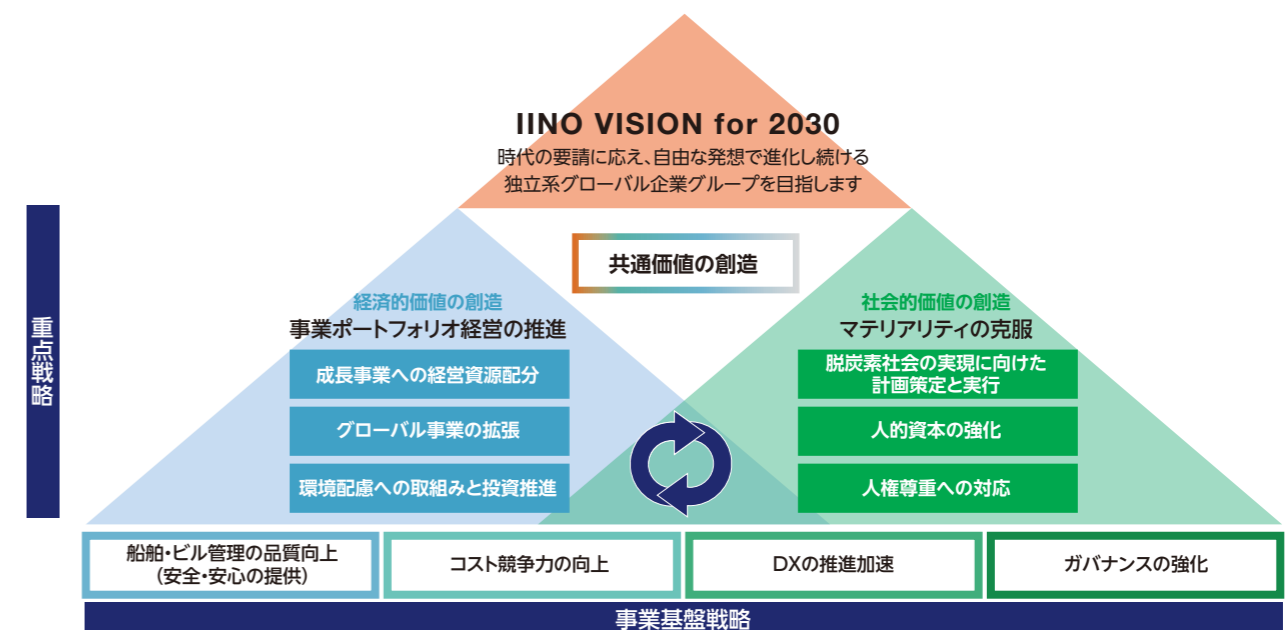 IINO VISION for 2030
時代の要請に応え、自由な発想で進化し続ける
独立系グローバル企業グループを目指します
重点戦略
共通価値の創造
経済的価値の創造
事業ポートフォリオ経営の推進
成長事業への経営資源配分
グローバル事業の拡張
環境配慮への取組みと投資推進
社会的価値の創造
マテリアリティの克服
脱炭素社会の実現に向けた
計画策定と実行
人的資本の強化
人権尊重への対応
船舶・ビル管理の品質向上
(安全・安心の提供)
コスト競争力の向上
DXの推進加速
ガバナンスの強化
事業基盤戦略